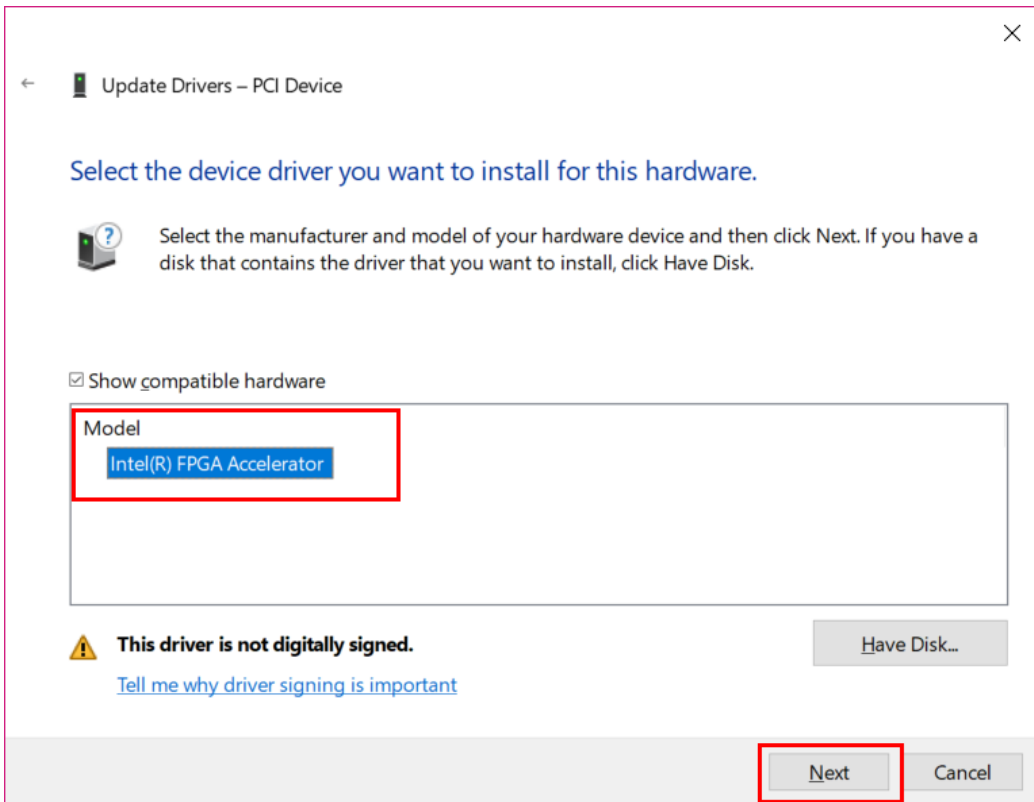 Update Drivers – PCI Device
Select the device driver you want to install for this hardware.
Select the manufacturer and model of your hardware device and then click Next. If you have a
disk that contains the driver that you want to install, click Have Disk.
Show compatible hardware
Model
Intel(R) FPGA Accelerator
This driver is not digitally signed.
Have Disk...
Tell me why driver signing is important
Next
Cancel